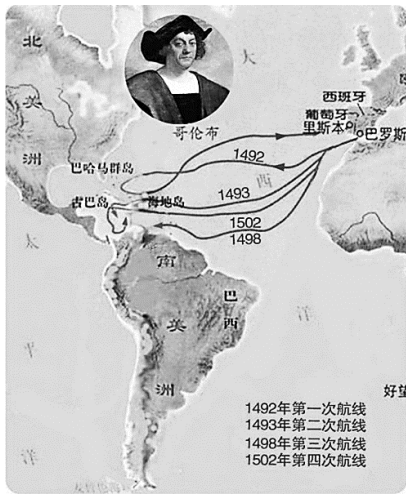 北
美
洲
大
西
洋
哥伦布
西班牙
葡萄牙
里斯本
巴罗斯
巴哈马群岛
古巴岛
海地岛
1492
1493
1502
1498
太
平
洋
南
美
洲
巴
西
好望
1492年第一次航线
1493年第二次航线
1498年第三次航线
1502年第四次航线